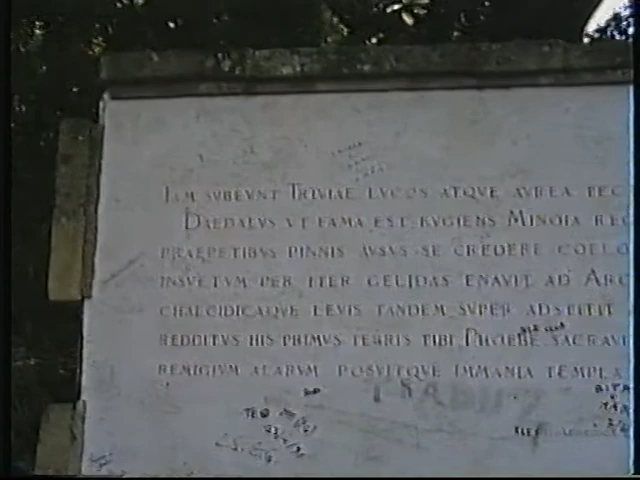 IAM SVBEVNT TRIVIAE LVCOS ATQVE AVREA TEC
DAEDALVS VT FAMA EST FVGIENS MINOIA REG
PRAEPETIBVS PINNIS AVSVS SE CREDERE COELO
INSVETVM PER ITER GELIDAS ENAVIT AD ARC
CHALCIDICAQVE LEVIS TANDEM SVPER ADSTITIT
REDDITVS HIS PRIMVS TERRIS TIBI PHOEBE SACRAVI
REMIGIVM ALARVM POSVITQVE IMMANIA TEMPLA